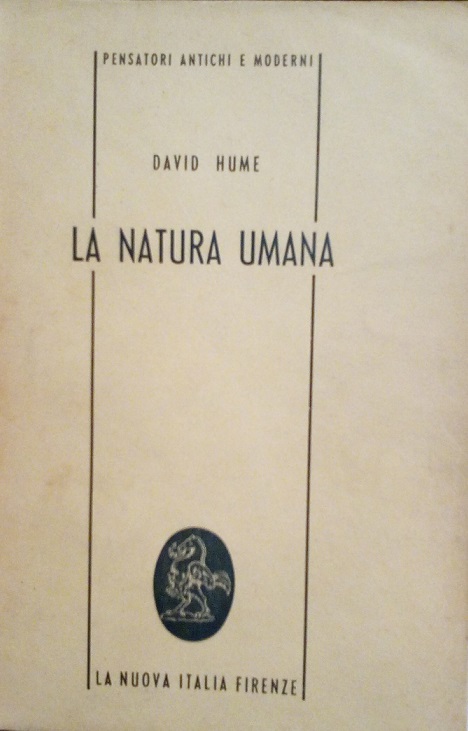 PENSATORI ANTICHI E MODERNI
DAVID HUME
LA NATURA UMANA
LA NUOVA ITALIA FIRENZE